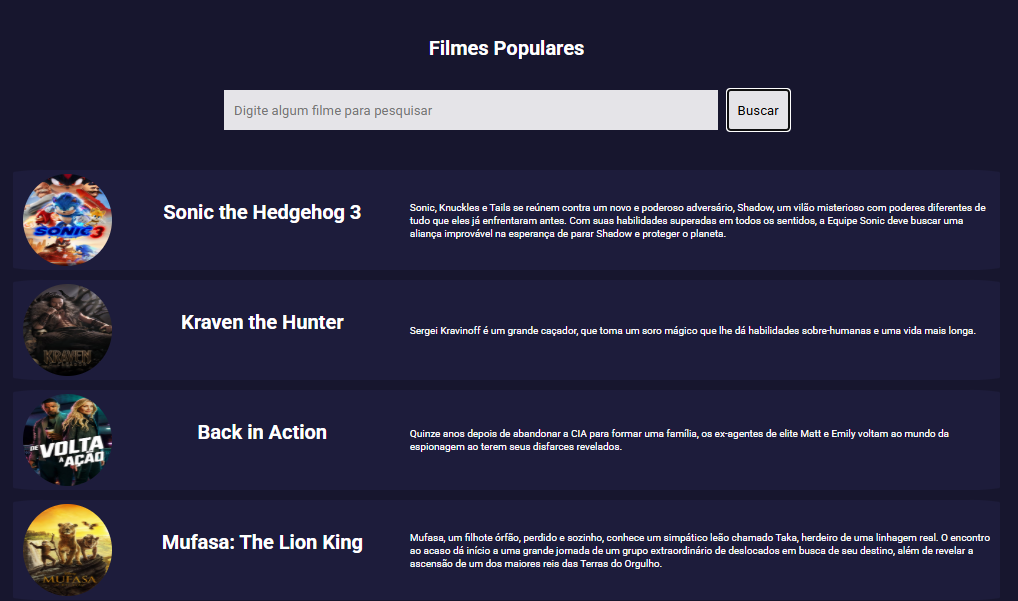 Filmes Populares
Digite algum filme para pesquisar
Buscar
SONIC 3
Sonic the Hedgehog 3
Sonic, Knuckles e Tails se reúnem contra um novo e poderoso adversário, Shadow, um vilão misterioso com poderes diferentes de
tudo que eles já enfrentaram antes. Com suas habilidades superadas em todos os sentidos, a Equipe Sonic deve buscar uma
aliança improvável na esperança de parar Shadow e proteger o planeta.
KRAVEN
Kraven the Hunter
Sergei Kravinoff é um grande caçador, que toma um soro mágico que lhe dá habilidades sobre-humanas e uma vida mais longa.
DE VOLTA
À AÇÃO
Back in Action
Quinze anos depois de abandonar a CIA para formar uma família, os ex-agentes de elite Matt e Emily voltam ao mundo da
espionagem ao terem seus disfarces revelados.
MUFASA
Mufasa: The Lion King
Mufasa, um filhote órfão, perdido e sozinho, conhece um simpático leão chamado Taka, herdeiro de uma linhagem real. O encontro
ao acaso dá início a uma grande jornada de um grupo extraordinário de deslocados em busca de seu destino, além de revelar a
ascensão de um dos maiores reis das Terras do Orgulho.